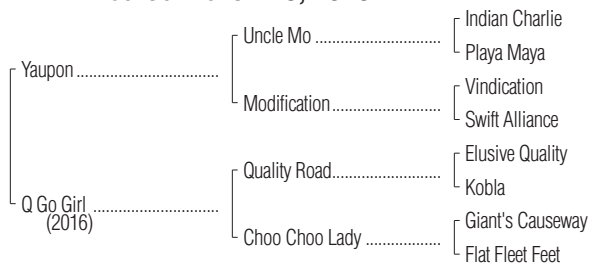 Yaupon
Q Go Girl
(2016)
Uncle Mo
Modification
Quality Road
Choo Choo Lady
Indian Charlie
Playa Maya
Vindication
Swift Alliance
Elusive Quality
Kobla
Giant's Causeway
Flat Fleet Feet